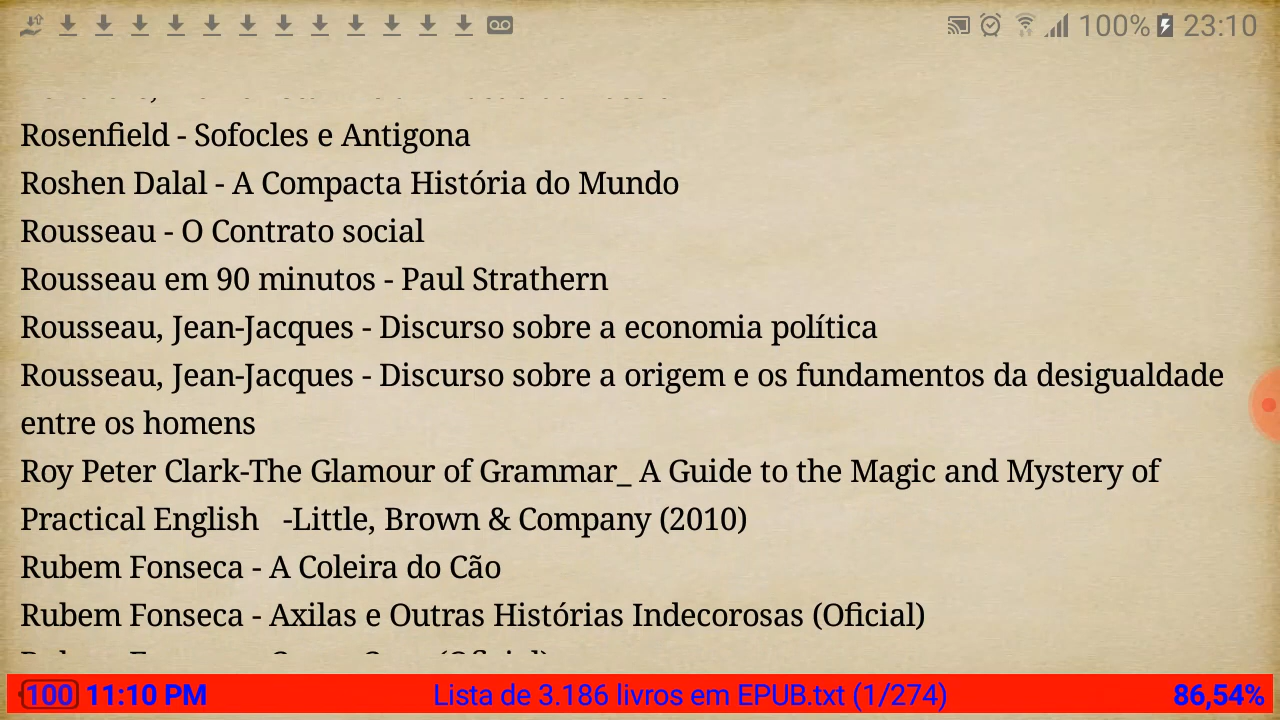 100% 23:10
Rosenfield - Sofocles e Antigona
Roshen Dalal - A Compacta História do Mundo
Rousseau - O Contrato social
Rousseau em 90 minutos - Paul Strathern
Rousseau, Jean-Jacques - Discurso sobre a economia política
Rousseau, Jean-Jacques - Discurso sobre a origem e os fundamentos da desigualdade
entre os homens
Roy Peter Clark-The Glamour of Grammar_ A Guide to the Magic and Mystery of
Practical English   -Little, Brown & Company (2010)
Rubem Fonseca - A Coleira do Cão
Rubem Fonseca - Axilas e Outras Histórias Indecorosas (Oficial)
100 11:10 PM Lista de 3.186 livros em EPUB.txt (1/274) 86,54%